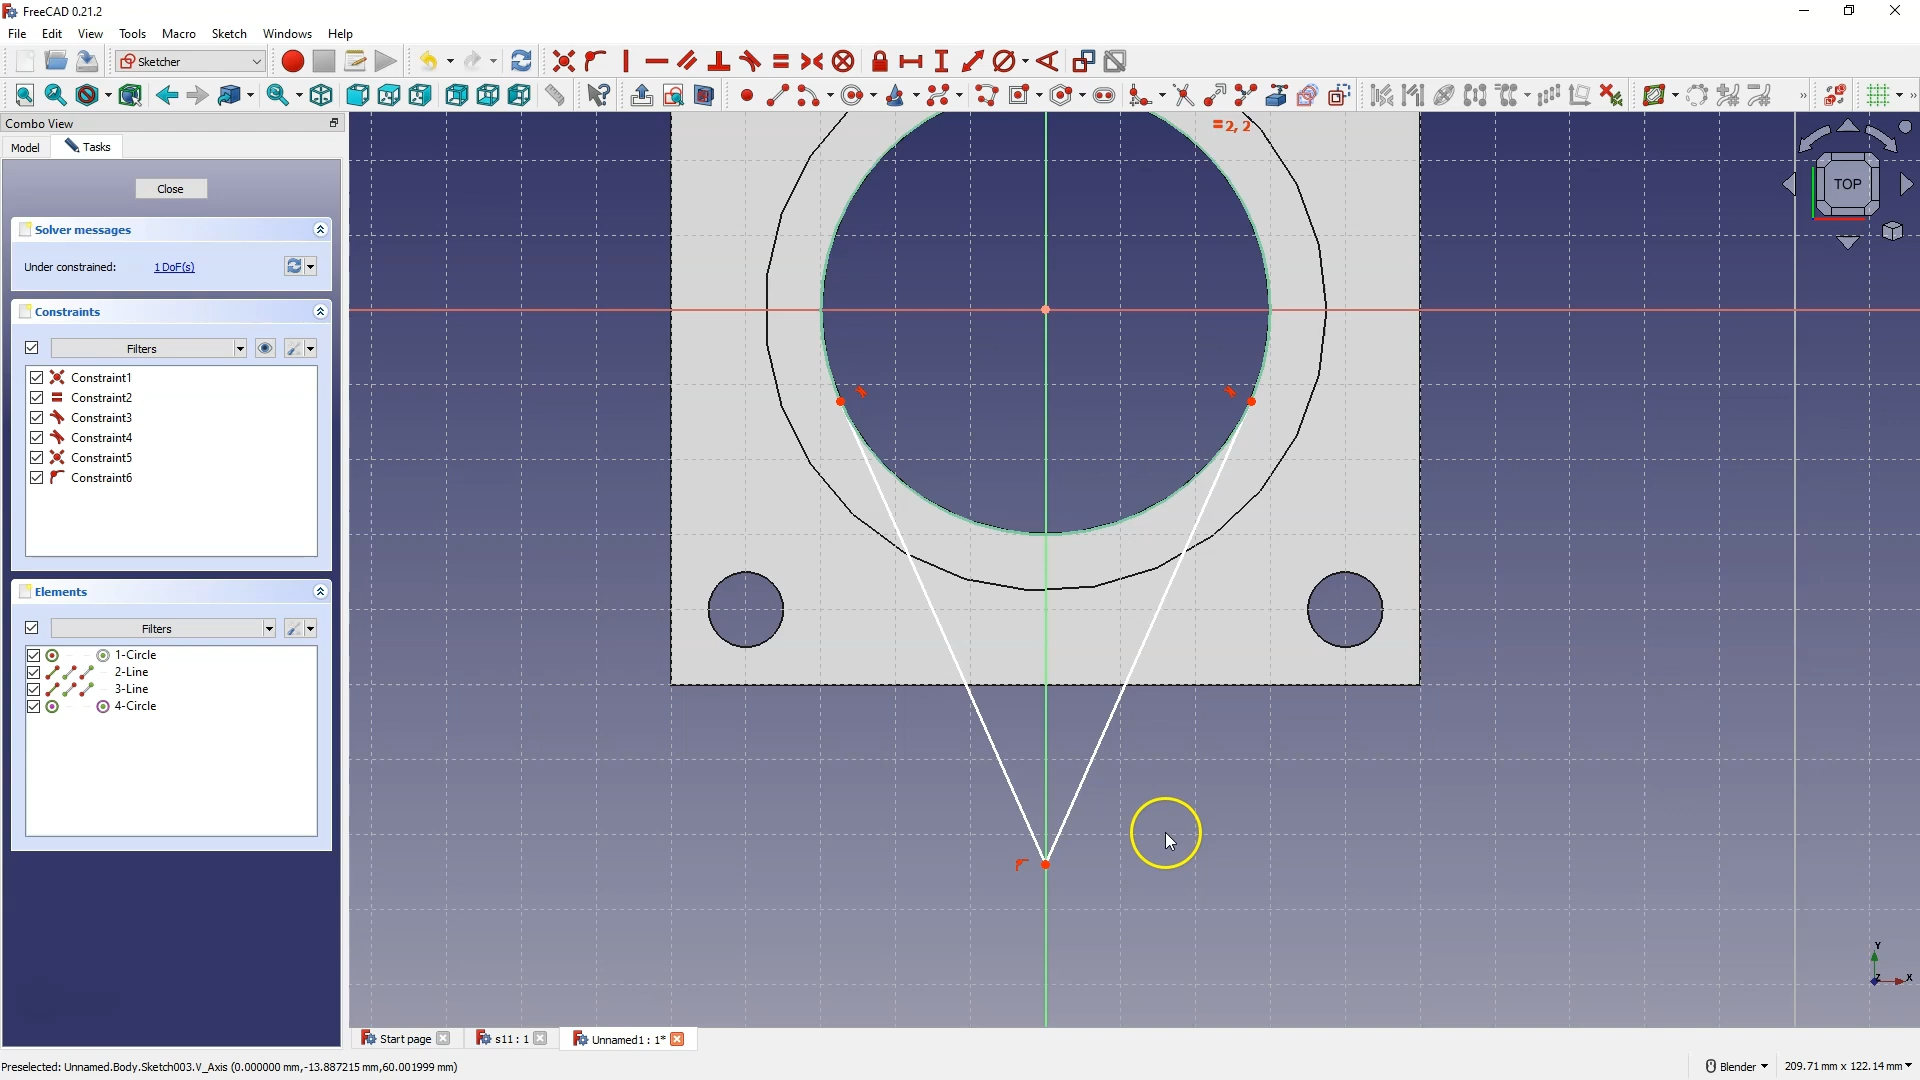 FreeCAD 0.21.2
File Edit View Tools Macro Sketch Windows Help
Sketcher
Combo View
Model Tasks
Close
Solver messages
Under constrained: 1 DoF(s)
Constraints
Filters
Constraint1
Constraint2
Constraint3
Constraint4
Constraint5
Constraint6
Elements
Filters
1-Circle
2-Line
3-Line
4-Circle
=2, 2
TOP
Y
Z X
Start page s11 : 1 Unnamed1 : 1*
Preselected: Unnamed.Body.Sketch003.V_Axis (0.000000 mm,-13.887215 mm,60.001999 mm)
Blender 209.71 mm x 122.14 mm